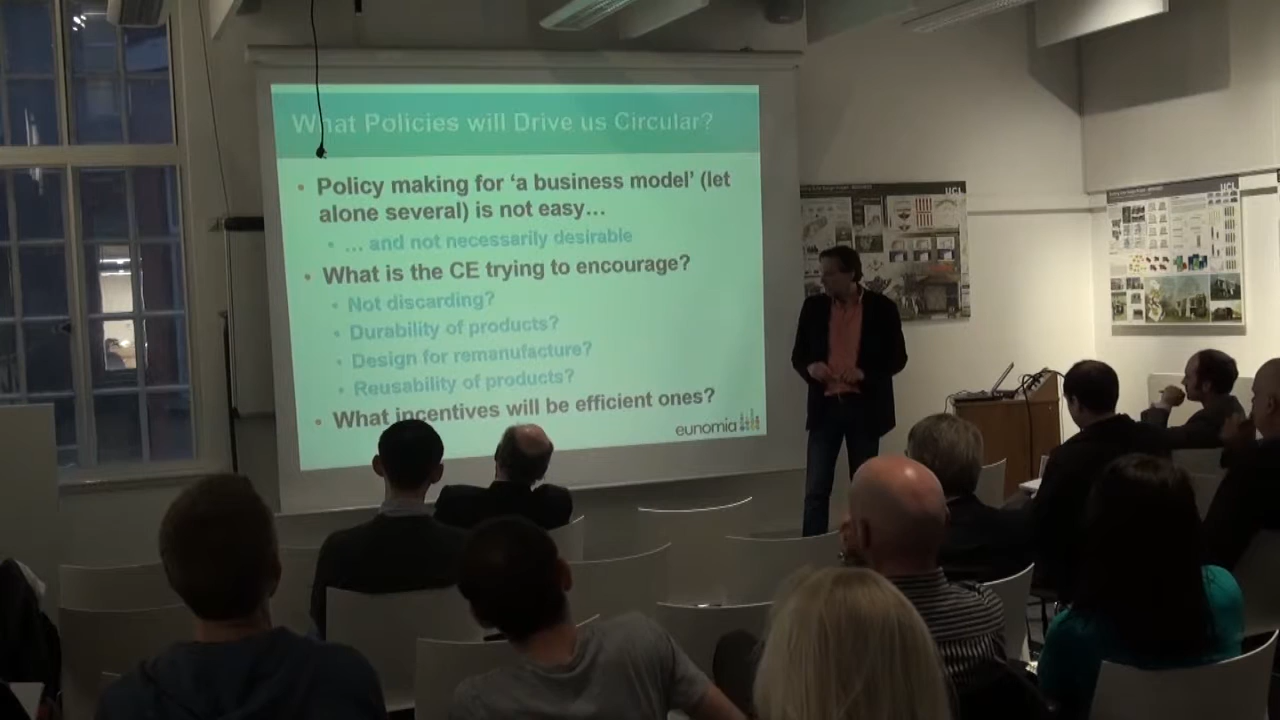 What Policies will Drive us Circular?
• Policy making for ‘a business model’ (let
alone several) is not easy…
• … and not necessarily desirable
• What is the CE trying to encourage?
• Not discarding?
• Durability of products?
• Design for remanufacture?
• Reusability of products?
• What incentives will be efficient ones?
eunomia
UCL
UCL